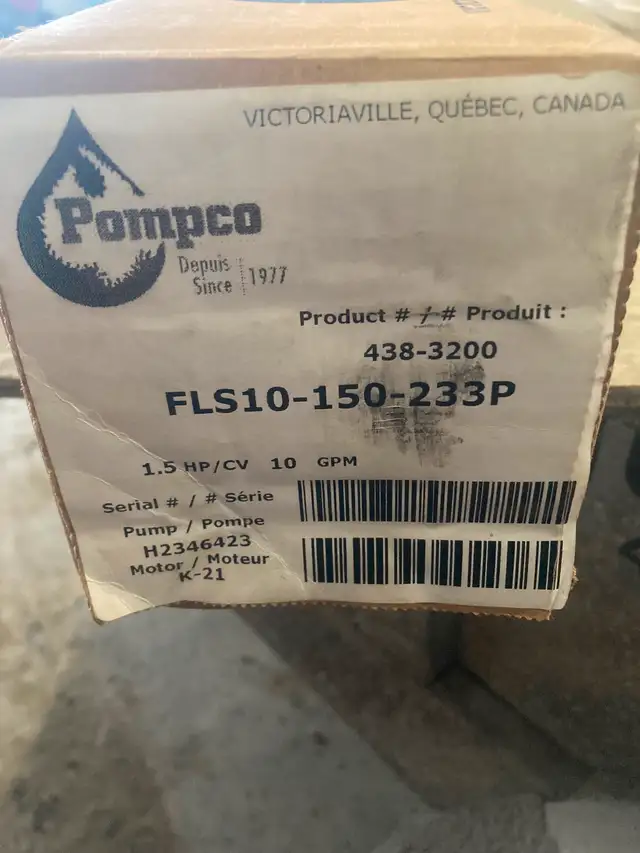 VICTORIAVILLE, QUÉBEC, CANADA
Pompco
Depuis
Since
1977
Product # / # Produit :
438-3200
FLS10-150-233P
1.5 HP/CV 10 GPM
Serial # / # Série
Pump / Pompe
H2346423
Motor / Moteur
K-21